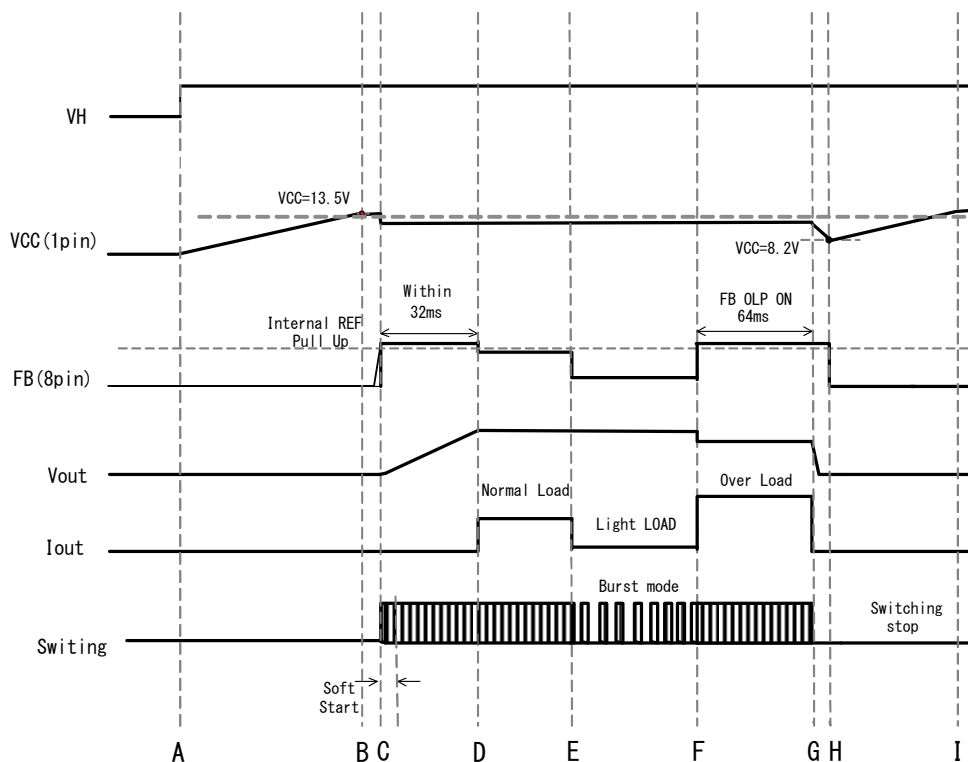 VH
VCC=13.5V
VCC(1pin)
VCC=8.2V
Within
32ms
FB OLP ON
64ms
Internal REF
Pull Up
FB(8pin)
Vout
Normal Load
Over Load
Light LOAD
Iout
Burst mode
Switing
Switching
stop
Soft
Start
A B C D E F G H I